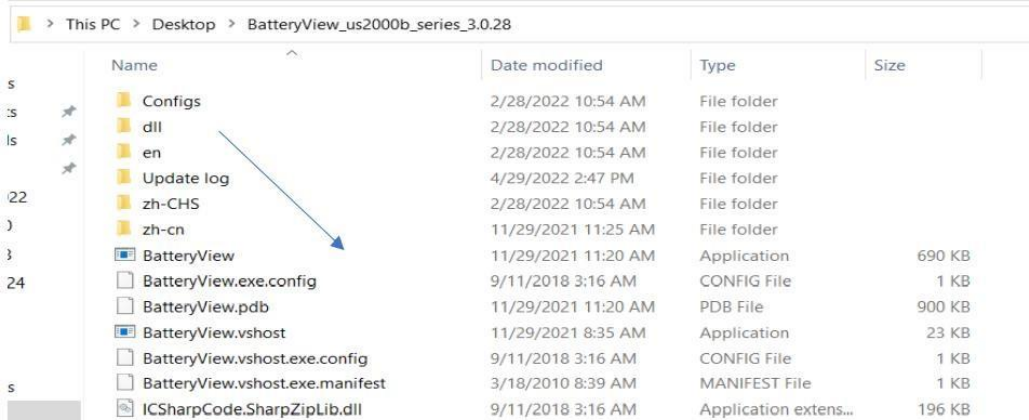 > This PC > Desktop > BatteryView_us2000b_series_3.0.28
Name Date modified Type Size
Configs 2/28/2022 10:54 AM File folder
dll 2/28/2022 10:54 AM File folder
en 2/28/2022 10:54 AM File folder
Update log 4/29/2022 2:47 PM File folder
zh-CHS 2/28/2022 10:54 AM File folder
zh-cn 11/29/2021 11:25 AM File folder
BatteryView 11/29/2021 11:20 AM Application 690 KB
24 BatteryView.exe.config 9/11/2018 3:16 AM CONFIG File 1 KB
BatteryView.pdb 11/29/2021 11:20 AM PDB File 900 KB
BatteryView.vshost 11/29/2021 8:35 AM Application 23 KB
BatteryView.vshost.exe.config 9/11/2018 3:16 AM CONFIG File 1 KB
BatteryView.vshost.exe.manifest 3/18/2010 8:39 AM MANIFEST File 1 KB
ICSharpCode.SharpZipLib.dll 9/11/2018 3:16 AM Application extens... 196 KB